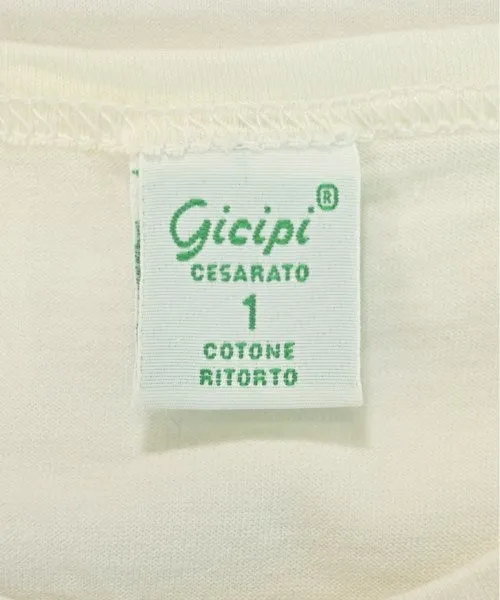 Gicipi®
CESARATO
1
COTONE
RITORTO